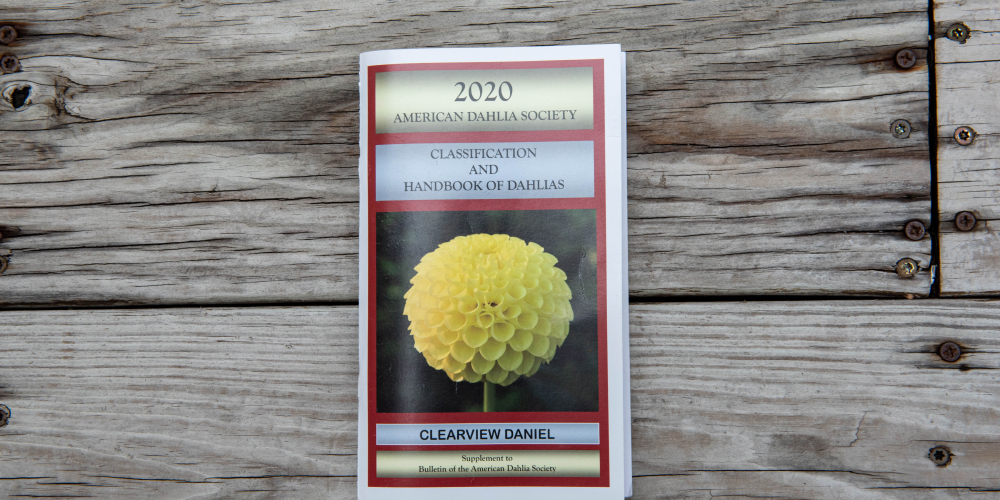 2020
AMERICAN DAHLIA SOCIETY
CLASSIFICATION
AND
HANDBOOK OF DAHLIAS
CLEARVIEW DANIEL
Supplement to
Bulletin of the American Dahlia Society